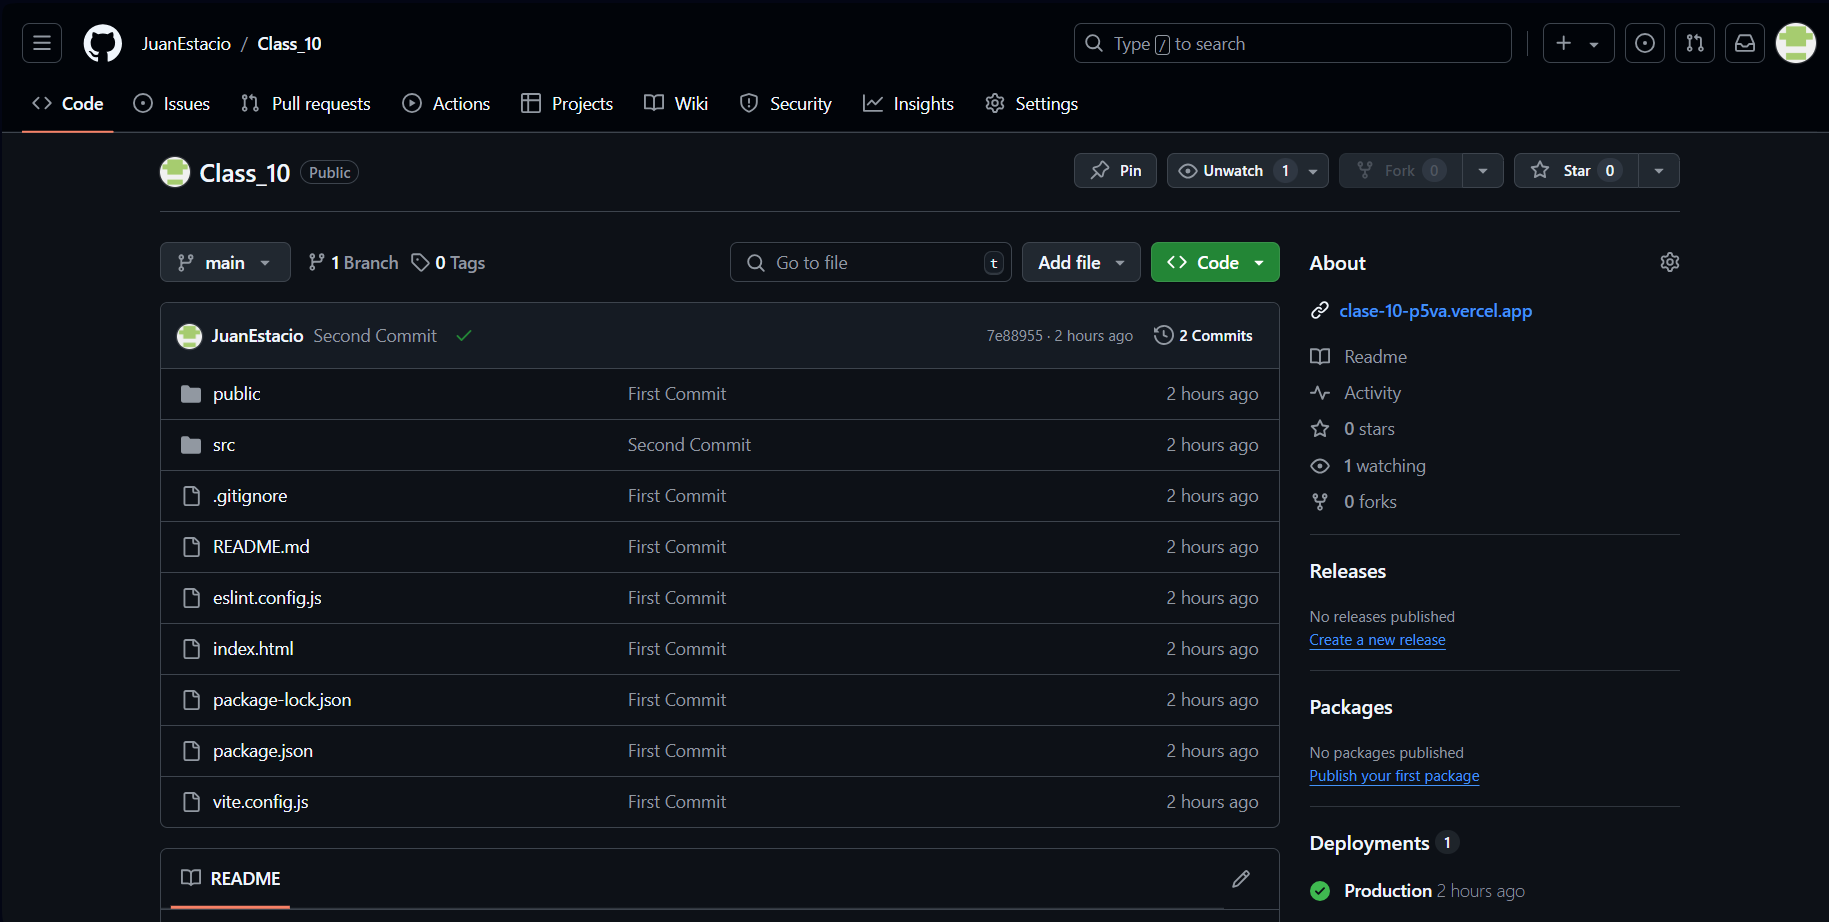 JuanEstacio / Class_10
Type / to search
Code Issues Pull requests Actions Projects Wiki Security Insights Settings
Class_10 Public
Pin Unwatch 1 Fork 0 Star 0
main 1 Branch 0 Tags Go to file t Add file Code
JuanEstacio Second Commit 7e88955 · 2 hours ago 2 Commits
public First Commit 2 hours ago
src Second Commit 2 hours ago
.gitignore First Commit 2 hours ago
README.md First Commit 2 hours ago
eslint.config.js First Commit 2 hours ago
index.html First Commit 2 hours ago
package-lock.json First Commit 2 hours ago
package.json First Commit 2 hours ago
vite.config.js First Commit 2 hours ago
README
About
clase-10-p5va.vercel.app
Readme
Activity
0 stars
1 watching
0 forks
Releases
No releases published
Create a new release
Packages
No packages published
Publish your first package
Deployments 1
Production 2 hours ago